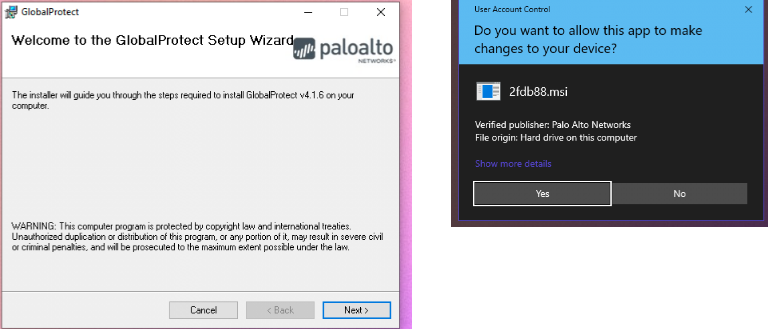 GlobalProtect
Welcome to the GlobalProtect Setup Wizard
paloalto
NETWORKS
The installer will guide you through the steps required to install GlobalProtect v4.1.6 on your
computer.
WARNING: This computer program is protected by copyright law and international treaties.
Unauthorized duplication or distribution of this program, or any portion of it, may result in severe civil
or criminal penalties, and will be prosecuted to the maximum extent possible under the law.
Cancel
< Back
Next >
User Account Control
Do you want to allow this app to make
changes to your device?
2fdb88.msi
Verified publisher: Palo Alto Networks
File origin: Hard drive on this computer
Show more details
Yes
No